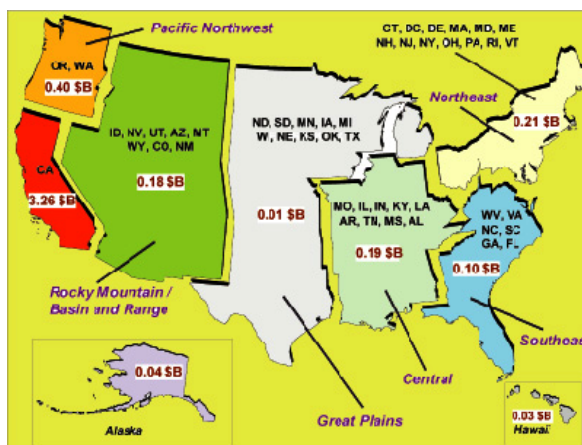 Pacific Northwest
CT, DC, DE, MA, MD, ME
NH, NJ, NY, OH, PA, RI, VT
OR, WA
0.40 $B
Northeast
0.21 $B
ID, NV, UT, AZ, MT
WY, CO, NM
0.18 $B
ND, SD, MN, IA, MI
W, NE, KS, OK, TX
0.01 $B
CA
3.26 $B
MO, IL, IN, KY, LA
AR, TN, MS, AL
0.19 $B
WV, VA
NC, SC
GA, FL
0.10 $B
Rocky Mountain /
Basin and Range
Southeast
Central
Great Plains
0.04 $B
Alaska
0.03 $B
Hawaii